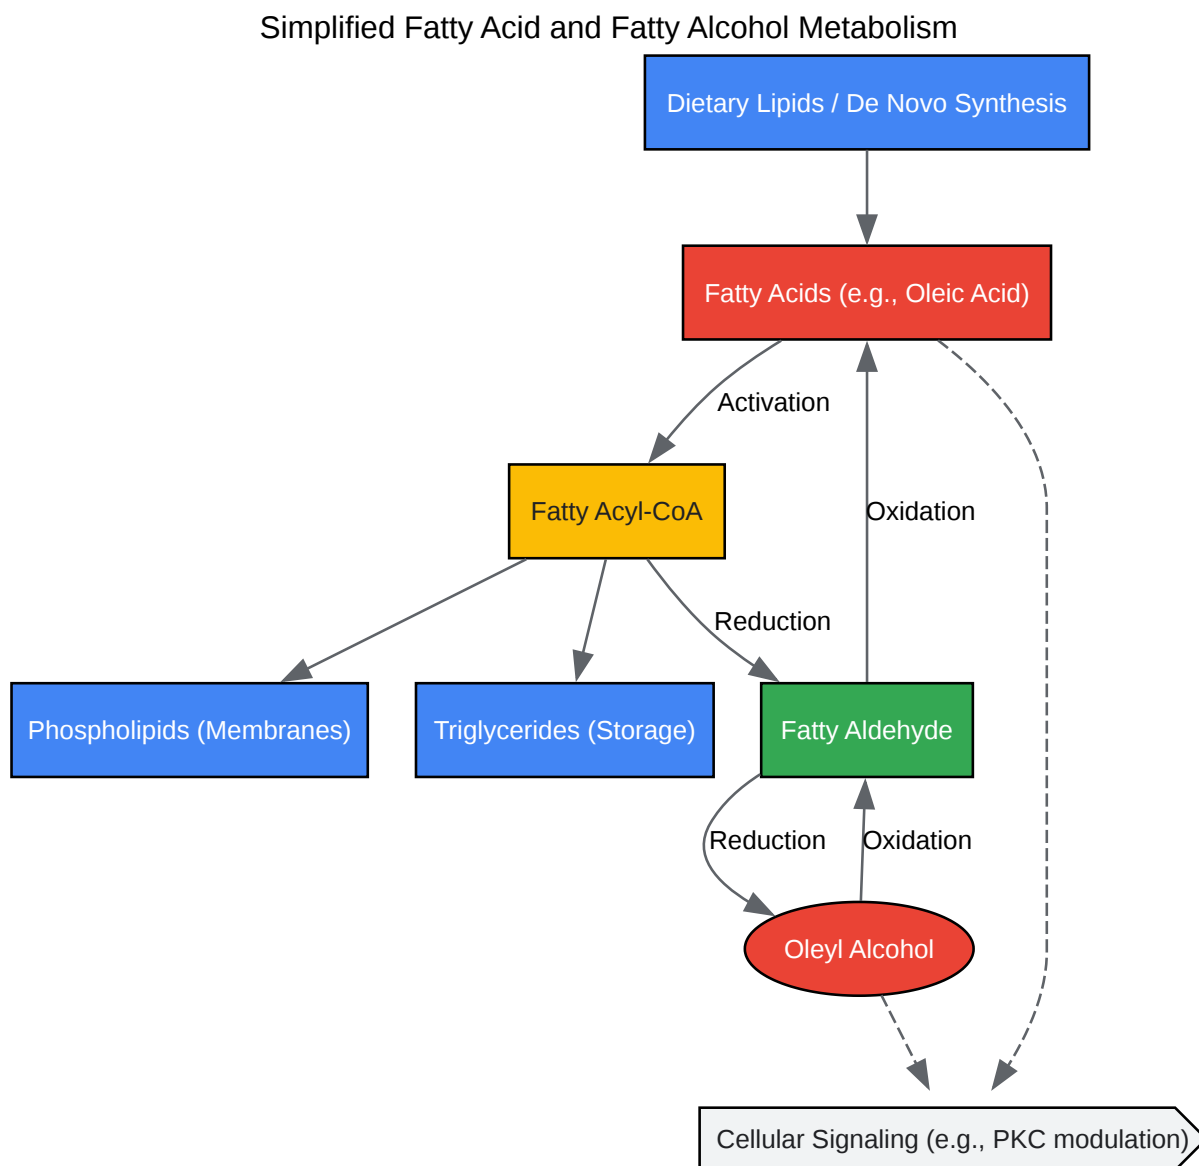 Simplified Fatty Acid and Fatty Alcohol Metabolism
Dietary Lipids / De Novo Synthesis
Fatty Acids (e.g., Oleic Acid)
Activation
Fatty Acyl-CoA
Oxidation
Reduction
Phospholipids (Membranes)
Triglycerides (Storage)
Fatty Aldehyde
Reduction
Oxidation
Oleyl Alcohol
Cellular Signaling (e.g., PKC modulation)